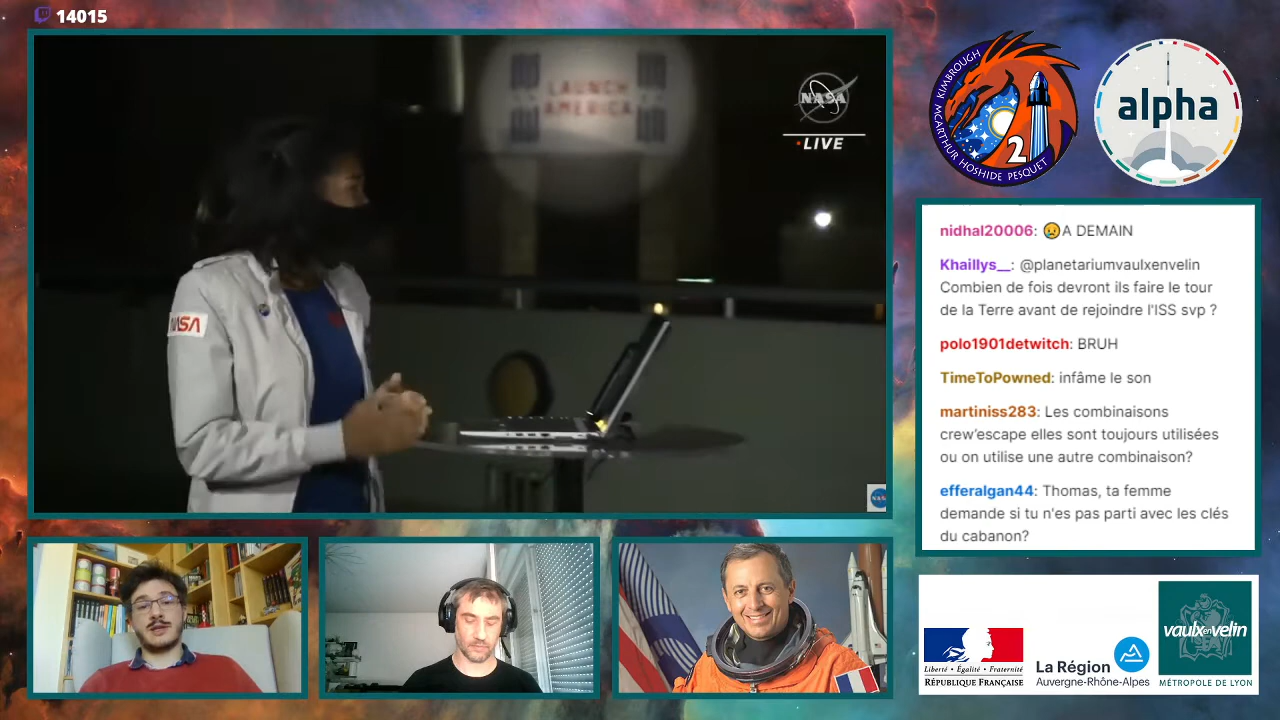 14015
LAUNCH
AMERICA
NASA
LIVE
NASA
MCARTHUR KIMBROUGH
HOSHIDE PESQUET
2
alpha
nidhal20006: 😥A DEMAIN
Khaillys__: @planetariumvaulxenvelin
Combien de fois devront ils faire le tour
de la Terre avant de rejoindre l'ISS svp ?
polo1901detwitch: BRUH
TimeToPowned: infâme le son
martiniss283: Les combinaisons
crew'escape elles sont toujours utilisées
ou on utilise une autre combinaison?
efferalgan44: Thomas, ta femme
demande si tu n'es pas parti avec les clés
du cabanon?
Liberté • Égalité • Fraternité
RÉPUBLIQUE FRANÇAISE
La Région
Auvergne-Rhône-Alpes
vaulx en velin
MÉTROPOLE DE LYON